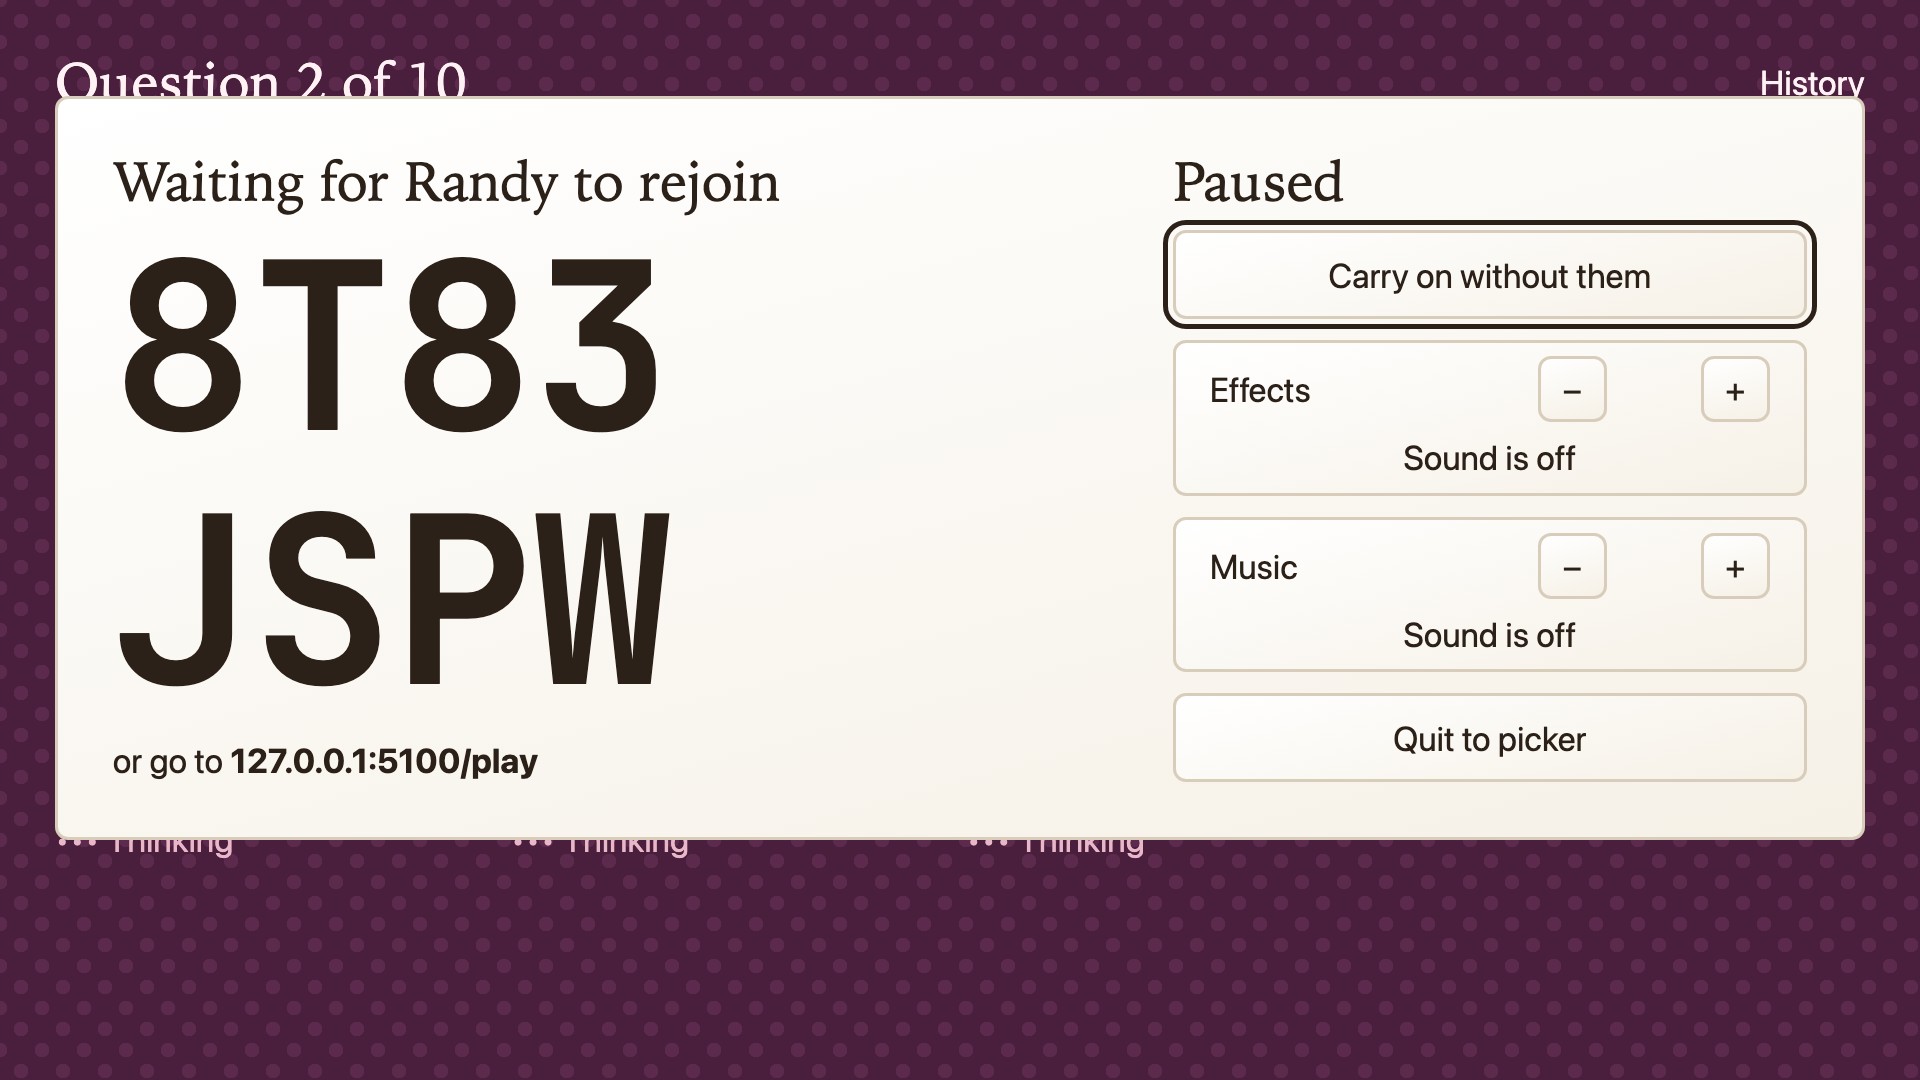 Question 2 of 10
History
Waiting for Randy to rejoin
8T83
JSPW
or go to 127.0.0.1:5100/play
Paused
Carry on without them
Effects
−
+
Sound is off
Music
−
+
Sound is off
Quit to picker
••• Thinking
••• Thinking
••• Thinking